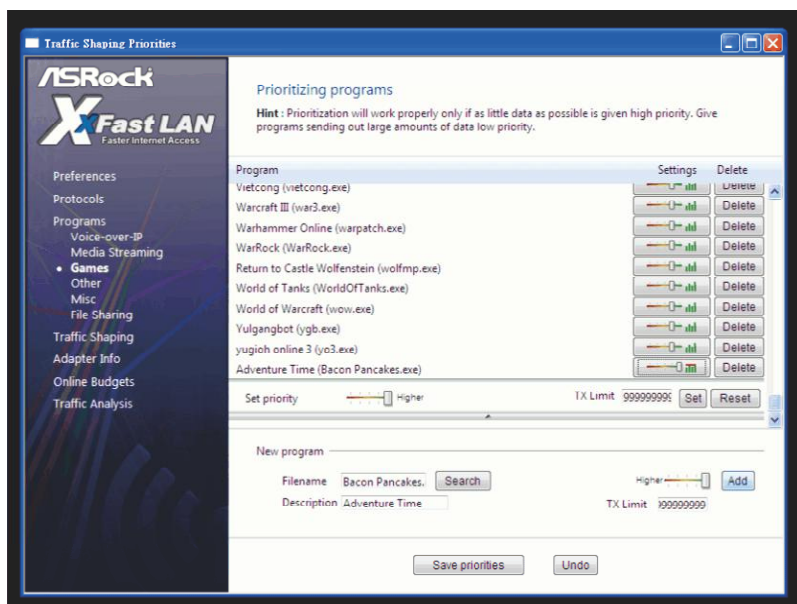 Traffic Shaping Priorities
ASRock
XFast LAN
Faster Internet Access
Preferences
Protocols
Programs
Voice-over-IP
Media Streaming
• Games
Other
Misc
File Sharing
Traffic Shaping
Adapter Info
Online Budgets
Traffic Analysis
Prioritizing programs
Hint : Prioritization will work properly only if as little data as possible is given high priority. Give
programs sending out large amounts of data low priority.
Program Settings Delete
Vietcong (vietcong.exe) Delete
Warcraft III (war3.exe) Delete
Warhammer Online (warpatch.exe) Delete
WarRock (WarRock.exe) Delete
Return to Castle Wolfenstein (wolfmp.exe) Delete
World of Tanks (WorldOfTanks.exe) Delete
World of Warcraft (wow.exe) Delete
Yulgangbot (ygb.exe) Delete
yugioh online 3 (yo3.exe) Delete
Adventure Time (Bacon Pancakes.exe) Delete
Set priority Higher TX Limit 999999999 Set Reset
New program
Filename Bacon Pancakes. Search Higher Add
Description Adventure Time TX Limit 999999999
Save priorities Undo